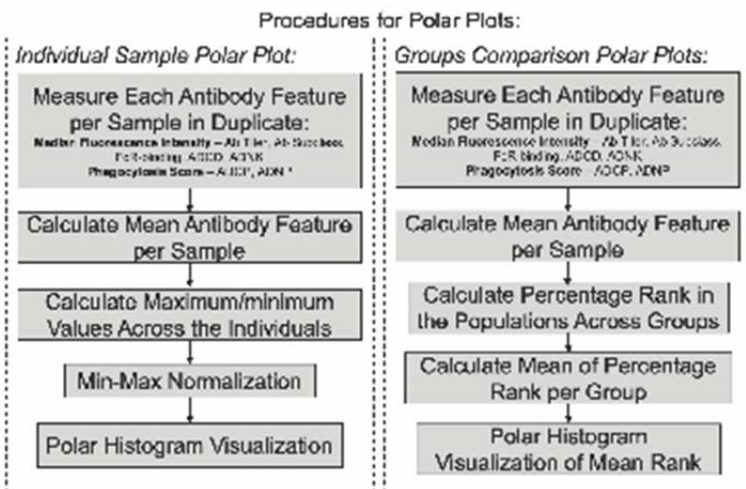 Procedures for Polar Plots:
Individual Sample Polar Plot:
Measure Each Antibody Feature
per Sample in Duplicate:
Median Fluorescence Intensity – Ab Titer, Ab Subclass,
FcR-binding, ADCD, ADNK
Phagocytosis Score – ADCP, ADNP
Calculate Mean Antibody Feature
per Sample
Calculate Maximum/minimum
Values Across the Individuals
Min-Max Normalization
Polar Histogram Visualization
Groups Comparison Polar Plots:
Measure Each Antibody Feature
per Sample in Duplicate:
Median Fluorescence Intensity – Ab Titer, Ab Subclass,
FcR binding, ADCD, ADNK
Phagocytosis Score – ADCP, ADNP
Calculate Mean Antibody Feature
per Sample
Calculate Percentage Rank in
the Populations Across Groups
Calculate Mean of Percentage
Rank per Group
Polar Histogram
Visualization of Mean Rank